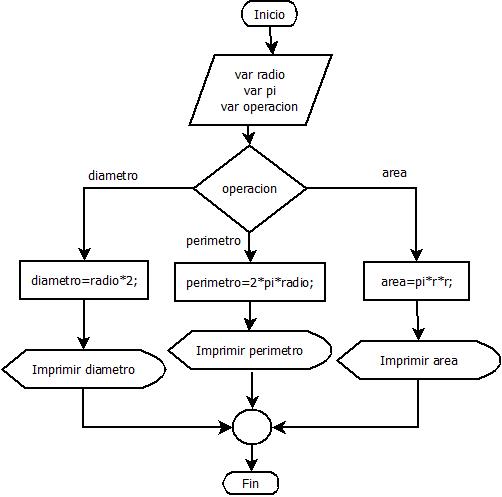 Inicio
var radio
var pi
var operacion
diametro
operacion
area
perimetro
diametro=radio*2;
perimetro=2*pi*radio;
area=pi*r*r;
Imprimir diametro
Imprimir perimetro
Imprimir area
Fin